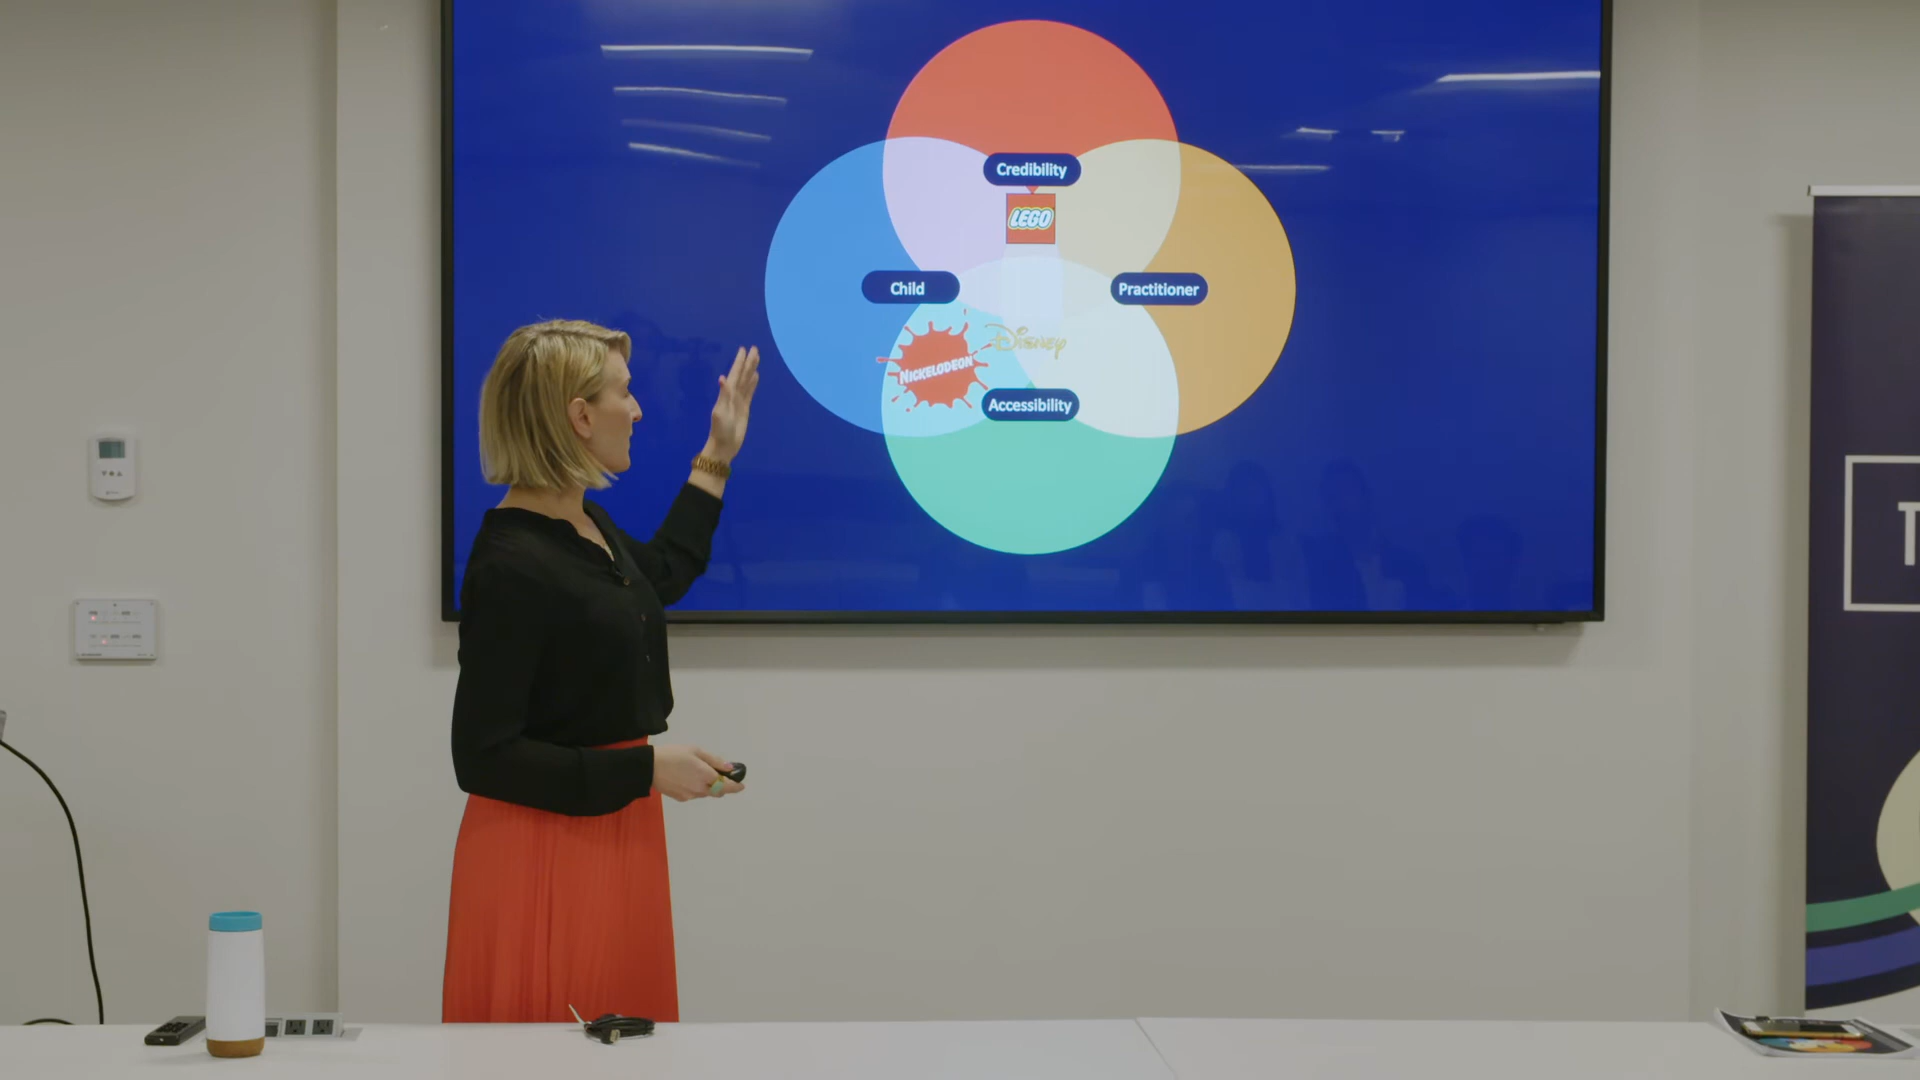 Credibility
LEGO
Child
Practitioner
DISNEY
NICKELODEON
Accessibility
T